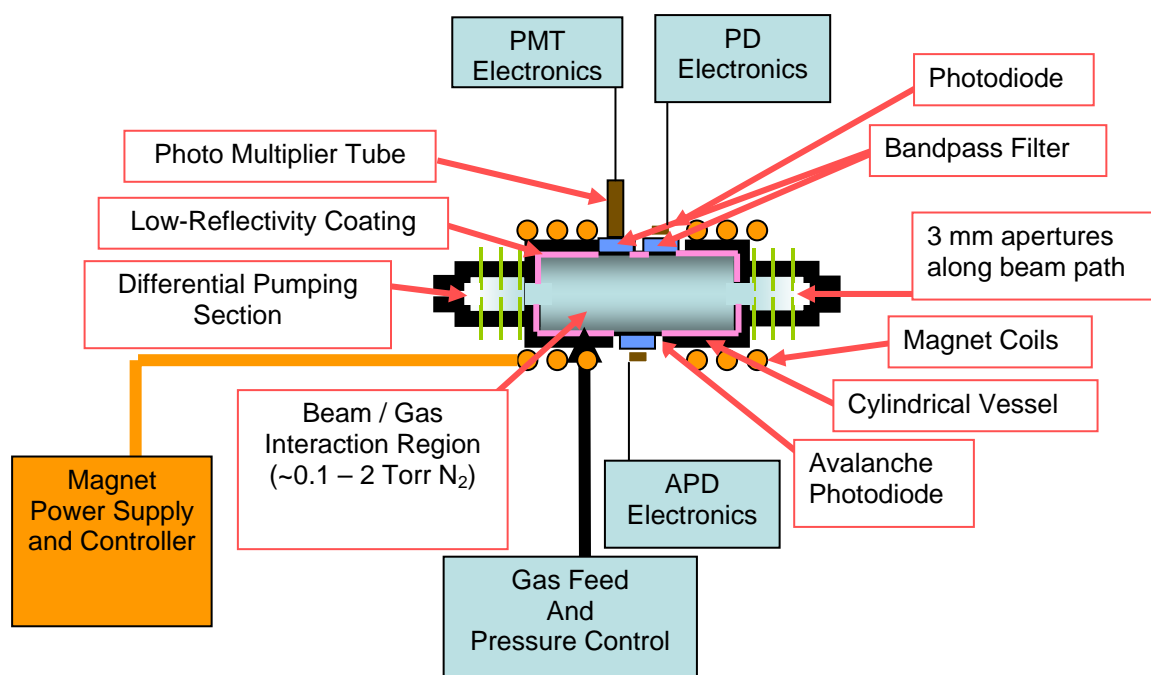 PMT
Electronics
PD
Electronics
Photodiode
Photo Multiplier Tube
Bandpass Filter
Low-Reflectivity Coating
3 mm apertures
along beam path
Differential Pumping
Section
Magnet Coils
Beam / Gas
Interaction Region
(~0.1 – 2 Torr N₂)
Cylindrical Vessel
Magnet
Power Supply
and Controller
Avalanche
Photodiode
APD
Electronics
Gas Feed
And
Pressure Control